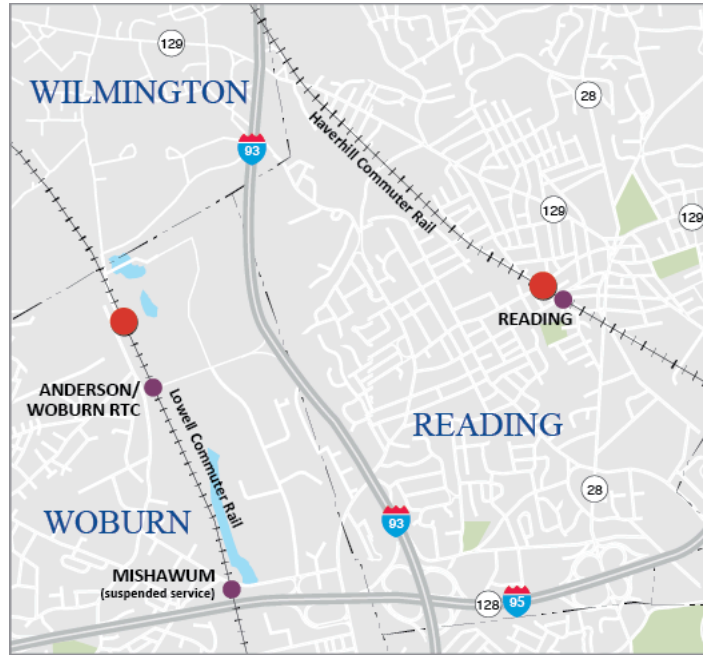 129
WILMINGTON
28
93
Haverhill Commuter Rail
129
129
READING
ANDERSON/
WOBURN RTC
Lowell Commuter Rail
READING
28
WOBURN
93
MISHAWUM
(suspended service)
128
95